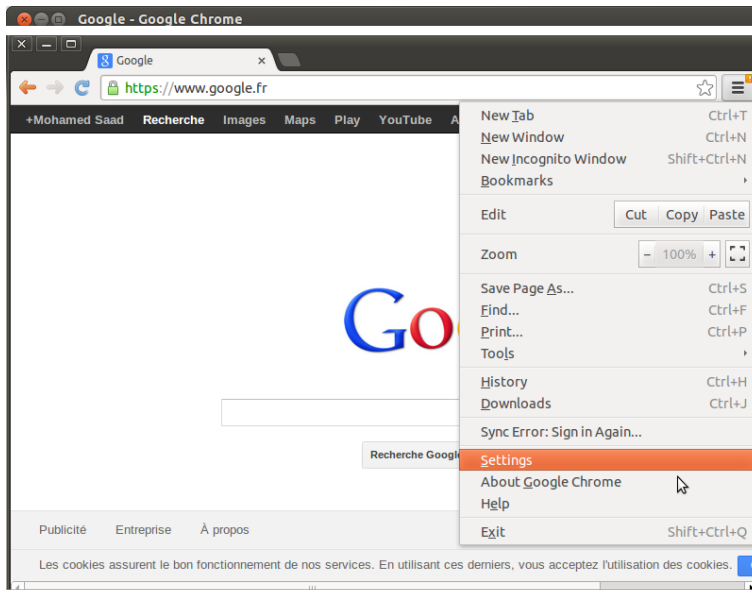 Google - Google Chrome
Google
https://www.google.fr
+Mohamed Saad Recherche Images Maps Play YouTube
New Tab Ctrl+T
New Window Ctrl+N
New Incognito Window Shift+Ctrl+N
Bookmarks
Edit Cut Copy Paste
Zoom - 100% +
Save Page As... Ctrl+S
Find... Ctrl+F
Print... Ctrl+P
Tools
History Ctrl+H
Downloads Ctrl+J
Sync Error: Sign in Again...
Settings
About Google Chrome
Help
Exit Shift+Ctrl+Q
Goo
Recherche Google
Publicité Entreprise À propos
Les cookies assurent le bon fonctionnement de nos services. En utilisant ces derniers, vous acceptez l'utilisation des cookies.